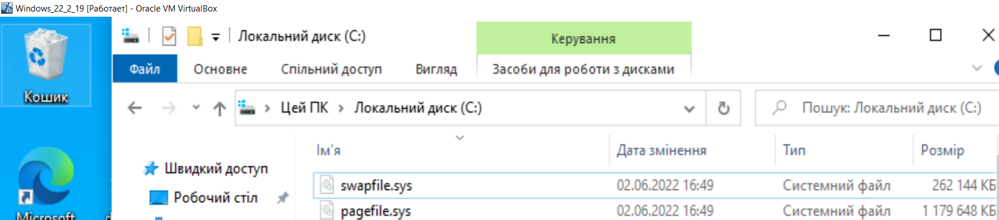 Windows_22_2_19 [Работает] - Oracle VM VirtualBox
Локальний диск (C:)
Керування
Файл Основне Спільний доступ Вигляд Засоби для роботи з дисками
Кошик
Цей ПК Локальний диск (C:) Пошук: Локальний диск (C:)
Ім'я Дата змінення Тип Розмір
Швидкий доступ
swapfile.sys 02.06.2022 16:49 Системний файл 262 144 КБ
Робочий стіл
pagefile.sys 02.06.2022 16:49 Системний файл 1 179 648 КБ
Microsoft